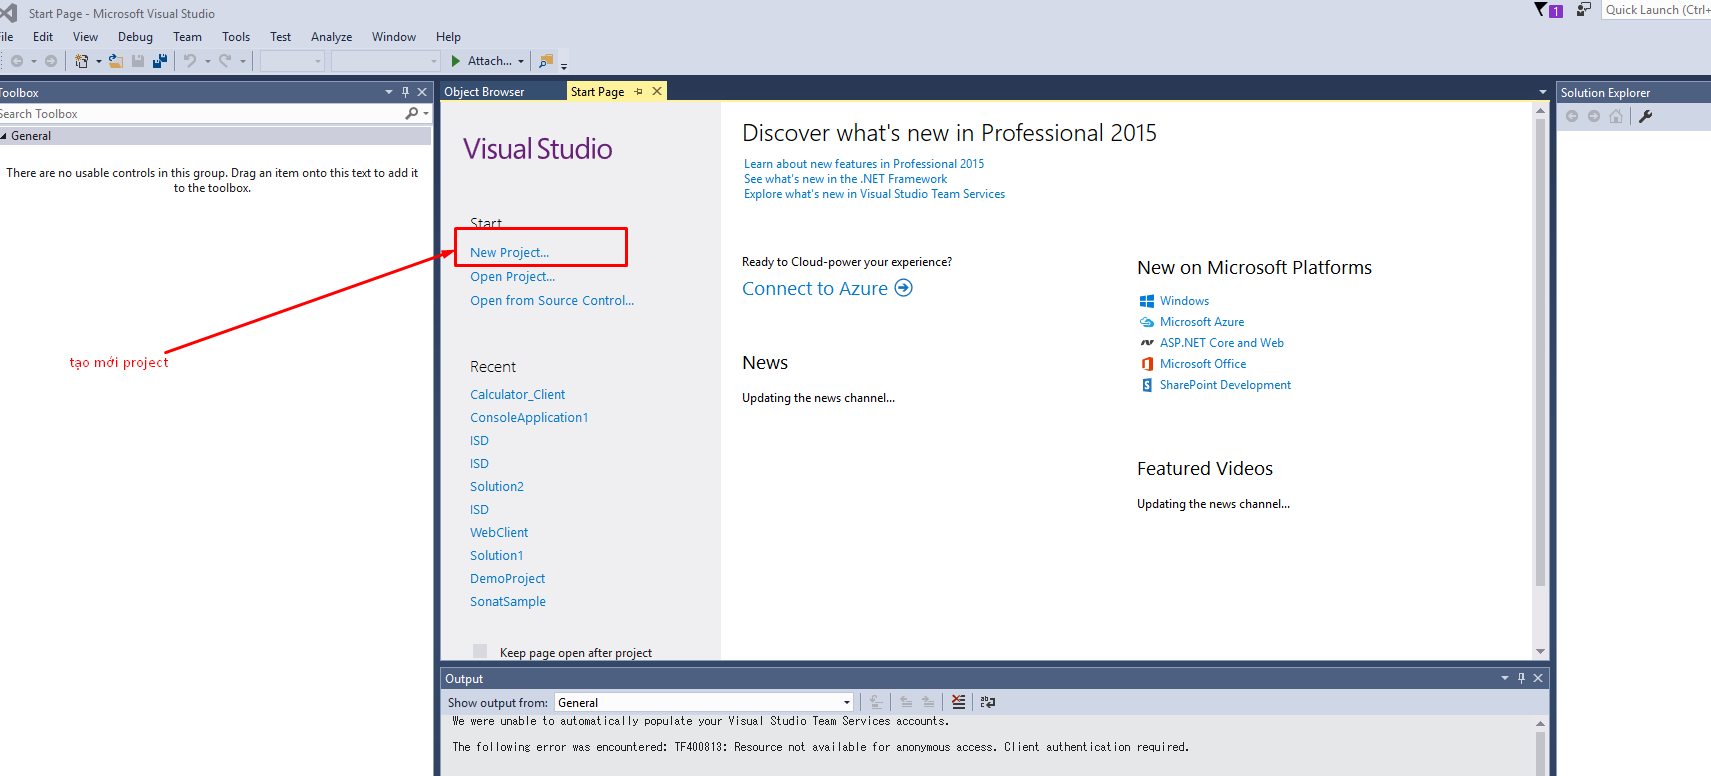 Start Page - Microsoft Visual Studio
1
Quick Launch (Ctrl+
ile Edit View Debug Team Tools Test Analyze Window Help
Attach...
Toolbox
Search Toolbox
General
There are no usable controls in this group. Drag an item onto this text to add it
to the toolbox.
tạo mới project
Object Browser
Start Page
Visual Studio
Start
New Project...
Open Project...
Open from Source Control...
Recent
Calculator_Client
ConsoleApplication1
ISD
ISD
Solution2
ISD
WebClient
Solution1
DemoProject
SonatSample
Keep page open after project
Discover what's new in Professional 2015
Learn about new features in Professional 2015
See what's new in the .NET Framework
Explore what's new in Visual Studio Team Services
Ready to Cloud-power your experience?
Connect to Azure
News
Updating the news channel...
New on Microsoft Platforms
Windows
Microsoft Azure
ASP.NET Core and Web
Microsoft Office
SharePoint Development
Featured Videos
Updating the news channel...
Solution Explorer
Output
Show output from: General
We were unable to automatically populate your Visual Studio Team Services accounts.
The following error was encountered: TF400813: Resource not available for anonymous access. Client authentication required.